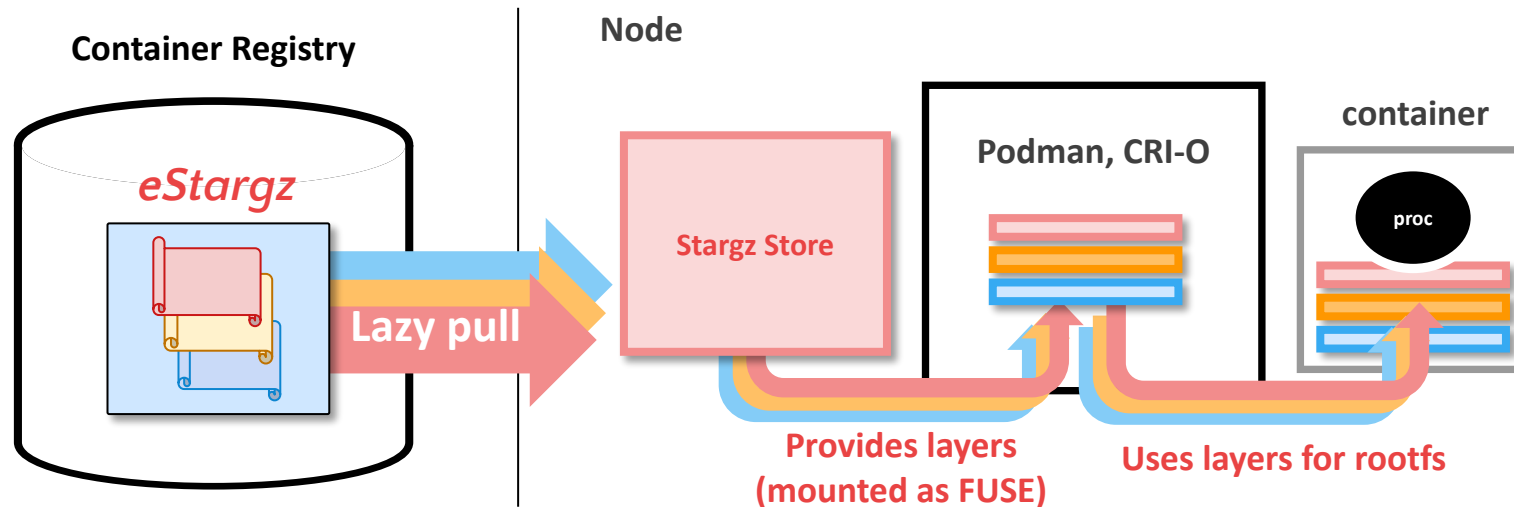 Container Registry
Node
eStargz
Lazy pull
Stargz Store
Podman, CRI-O
container
proc
Provides layers
(mounted as FUSE)
Uses layers for rootfs